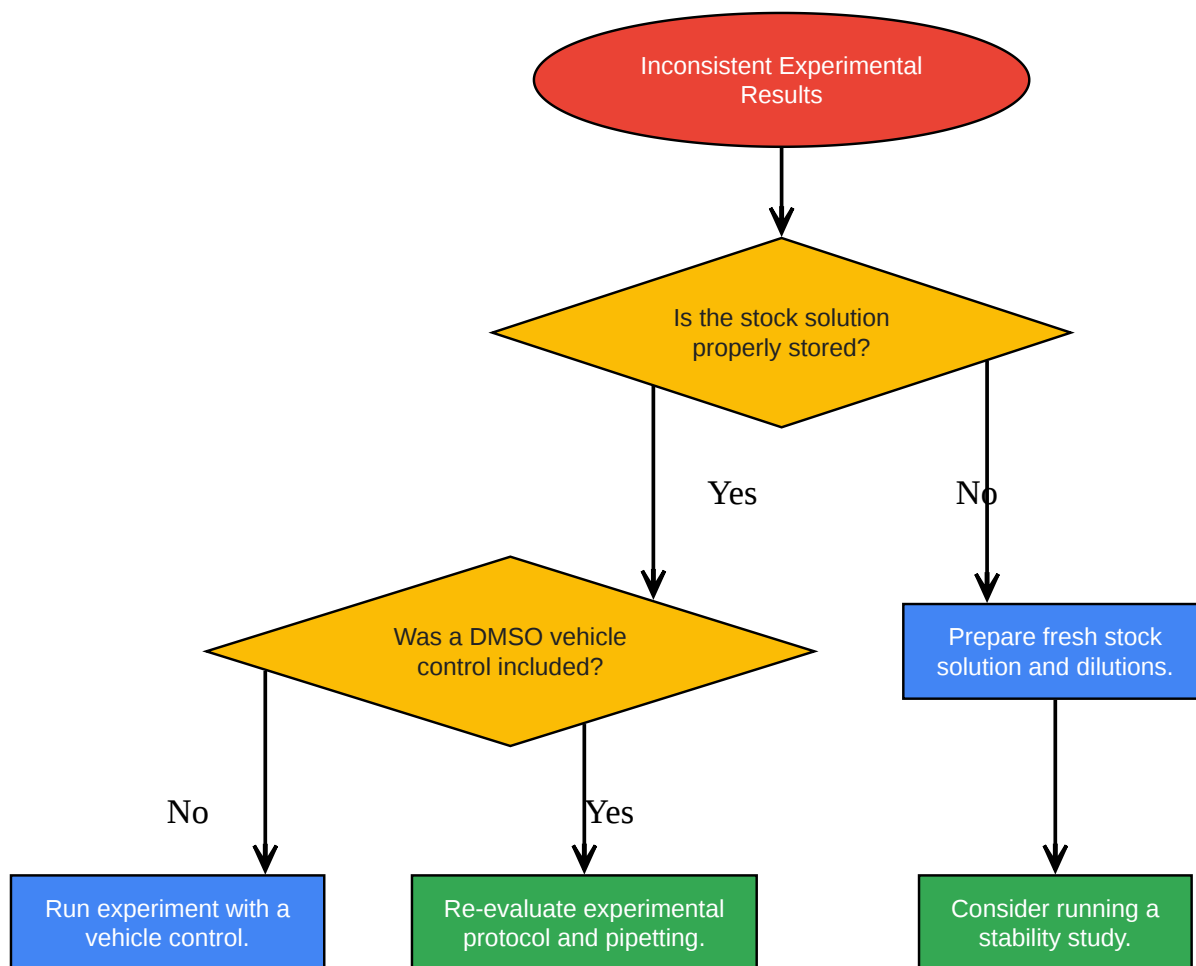 Inconsistent Experimental
Results
Is the stock solution
properly stored?
Yes
No
Was a DMSO vehicle
control included?
Prepare fresh stock
solution and dilutions.
No
Yes
Run experiment with a
vehicle control.
Re-evaluate experimental
protocol and pipetting.
Consider running a
stability study.